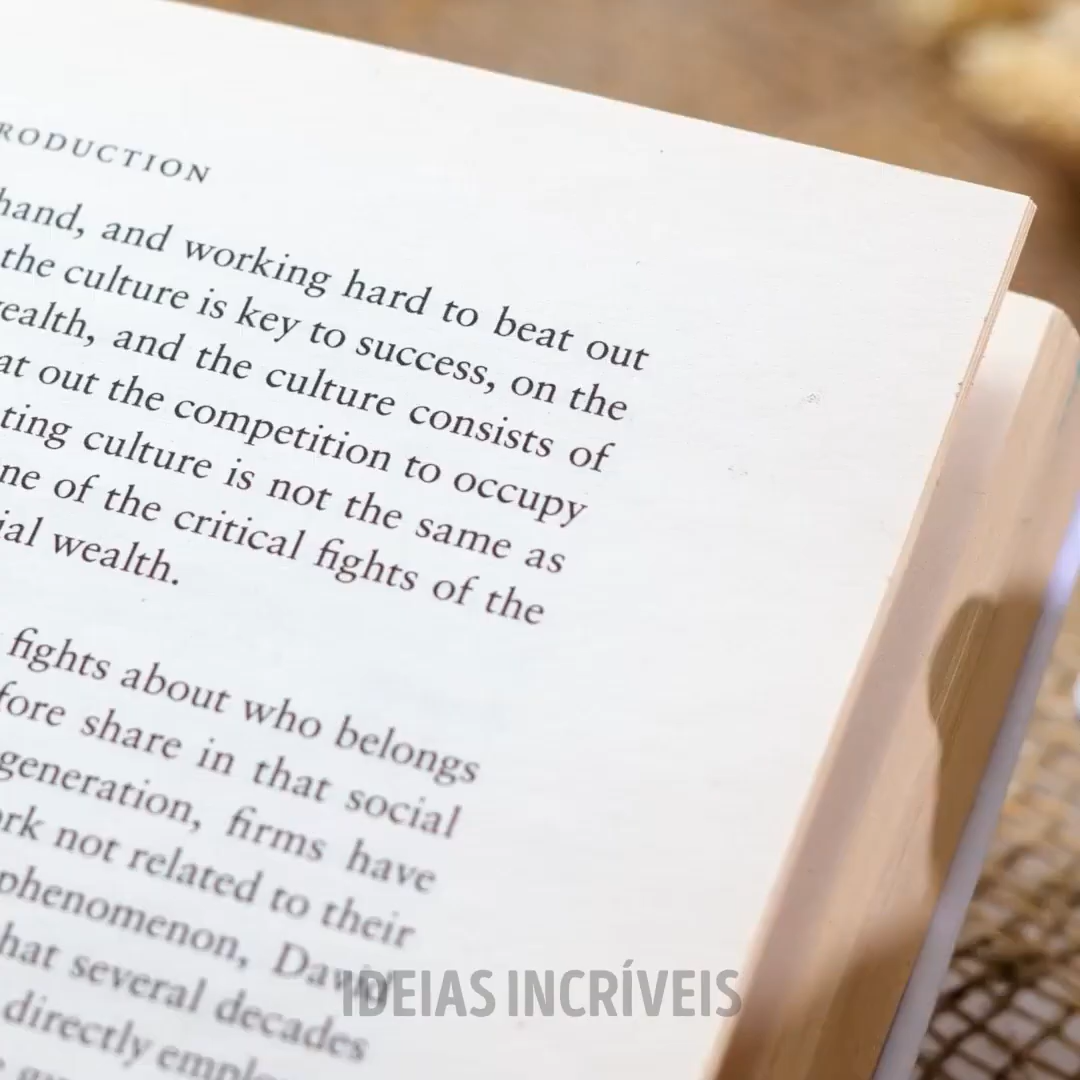 RODUCTION
hand, and working hard to beat out
the culture is key to success, on the
ealth, and the culture consists of
at out the competition to occupy
ting culture is not the same as
ne of the critical fights of the
ial wealth.
fights about who belongs
fore share in that social
generation, firms have
ork not related to their
phenomenon, David
hat several decades
directly emplo
IDEIAS INCRÍVEIS